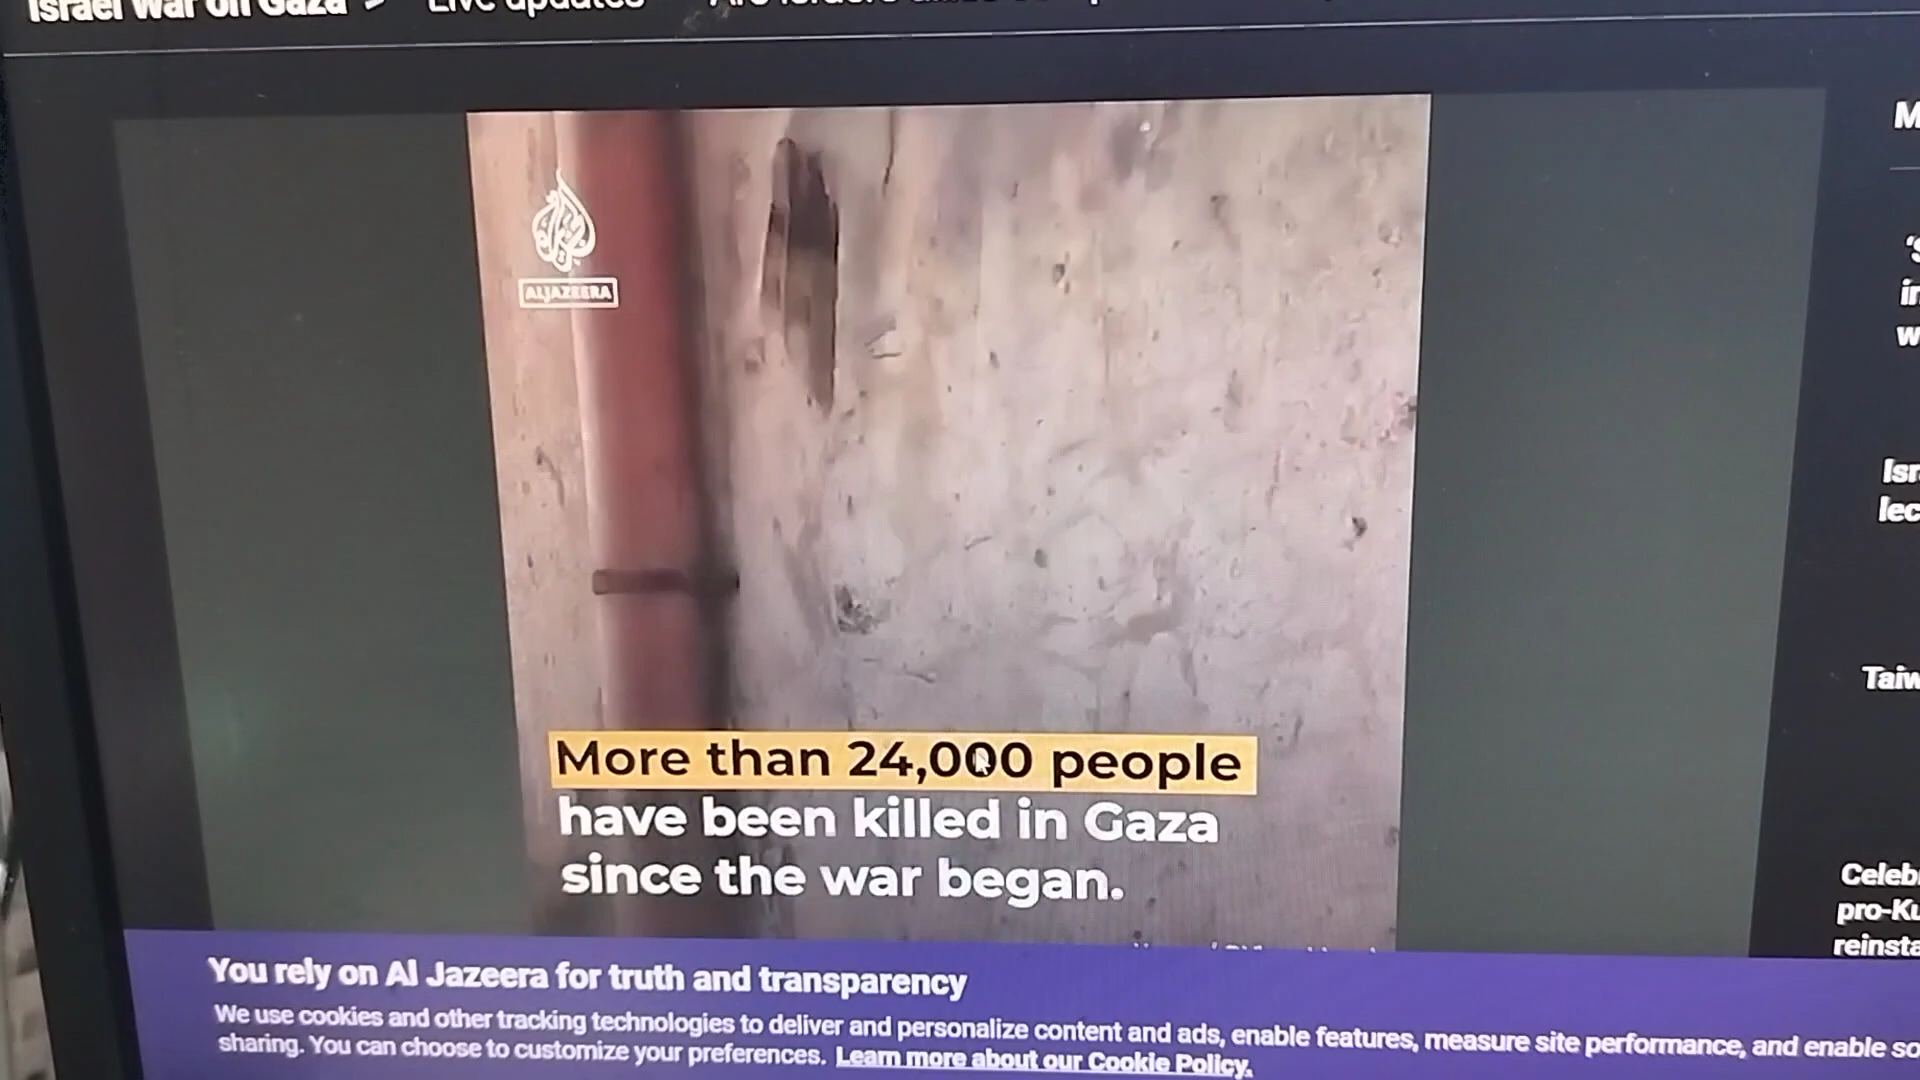 Israel War on Gaza > Live updates
ALJAZEERA
More than 24,000 people
have been killed in Gaza
since the war began.
You rely on Al Jazeera for truth and transparency
We use cookies and other tracking technologies to deliver and personalize content and ads, enable features, measure site performance, and enable
sharing. You can choose to customize your preferences. Learn more about our Cookie Policy.